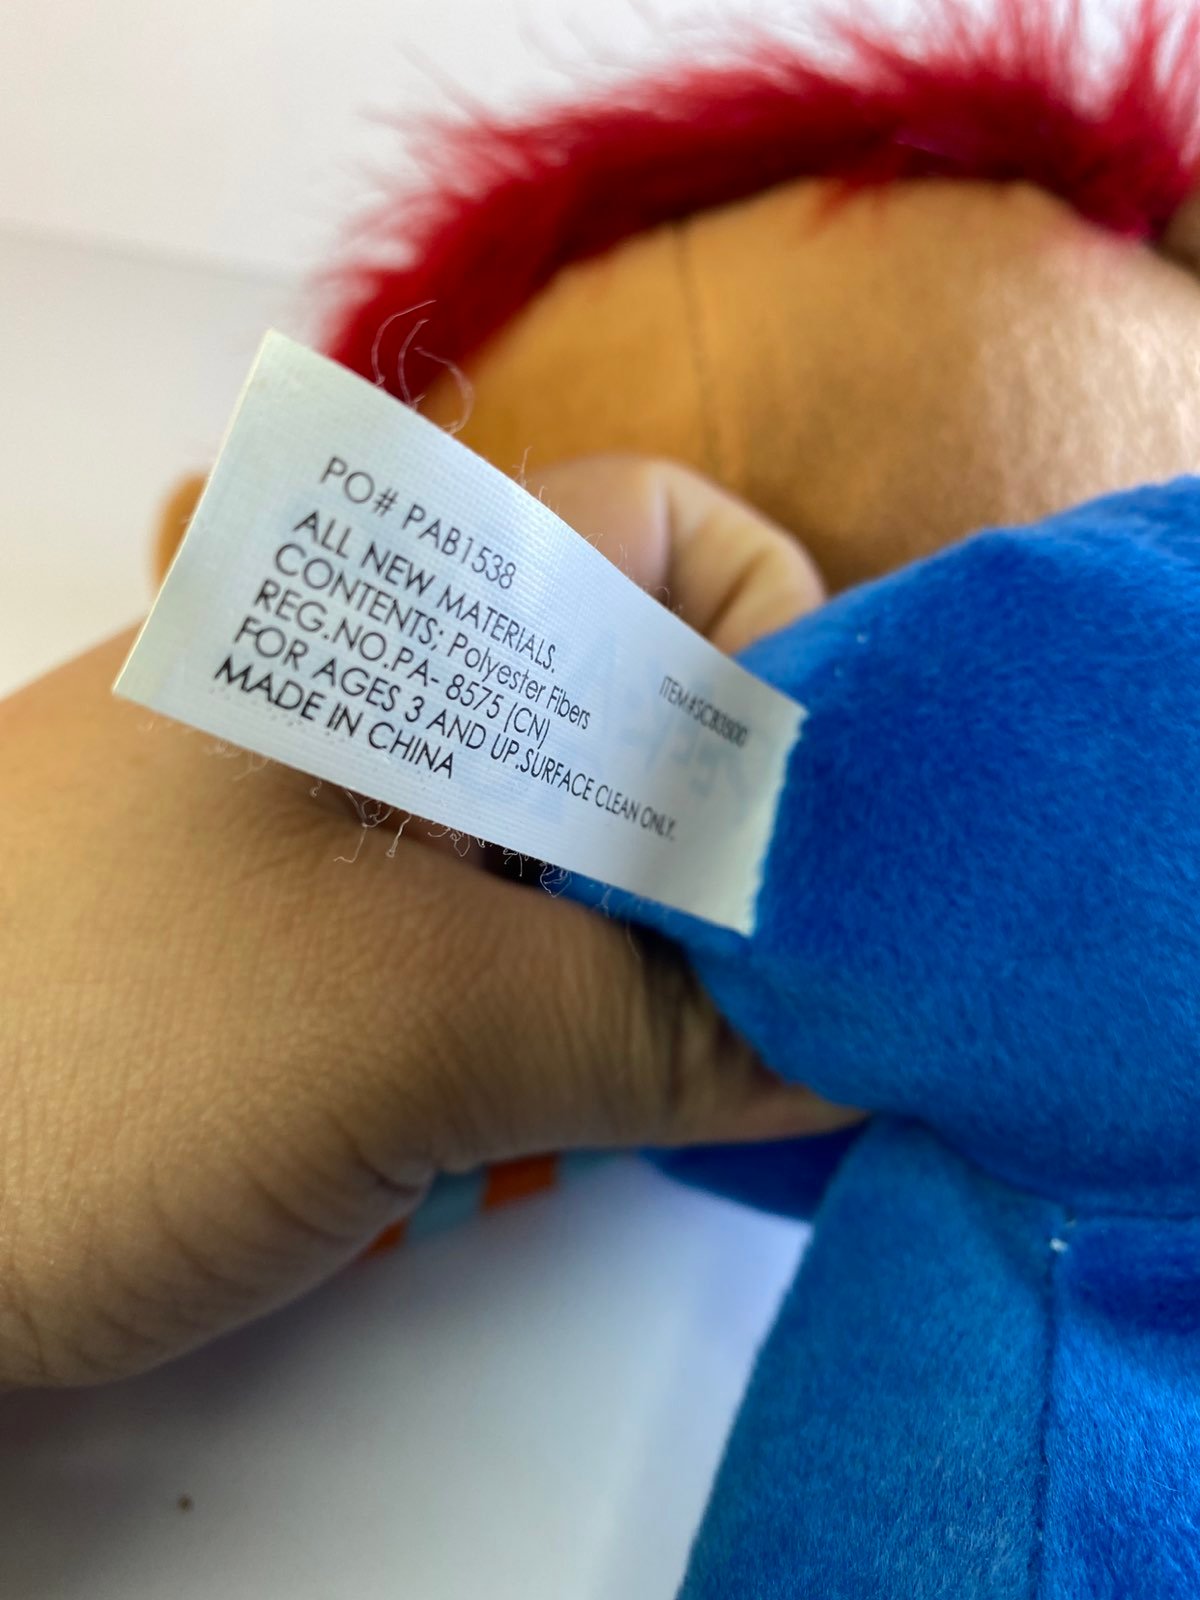 PO# PAB1538
ALL NEW MATERIALS.
CONTENTS; Polyester Fibers
REG.NO.PA- 8575 (CN)
FOR AGES 3 AND UP.SURFACE CLEAN ONLY.
MADE IN CHINA